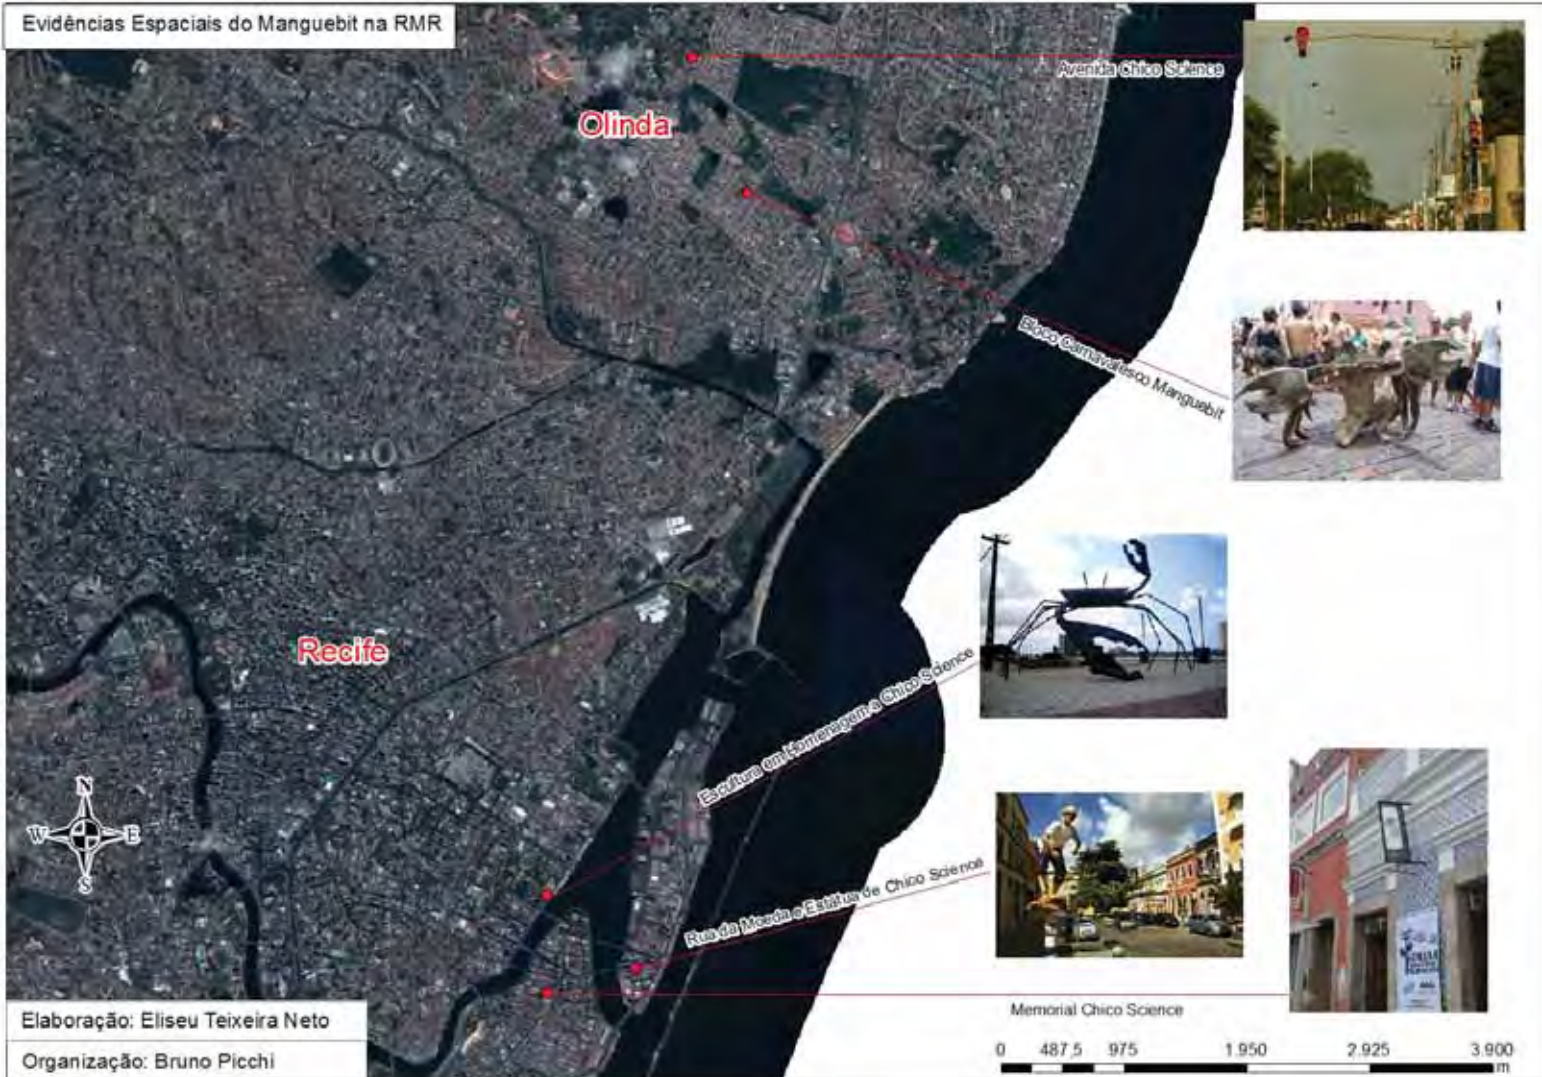 Evidências Espaciais do Manguebit na RMR
Avenida Chico Science
Olinda
Bloco Carnavalesco Manguebit
Recife
Escultura em Homenagem a Chico Science
N
W E
S
Rua da Moeda e Estátua de Chico Science
Memorial Chico Science
Elaboração: Eliseu Teixeira Neto
Organização: Bruno Picchi
0 487,5 975 1.950 2.925 3.900
m